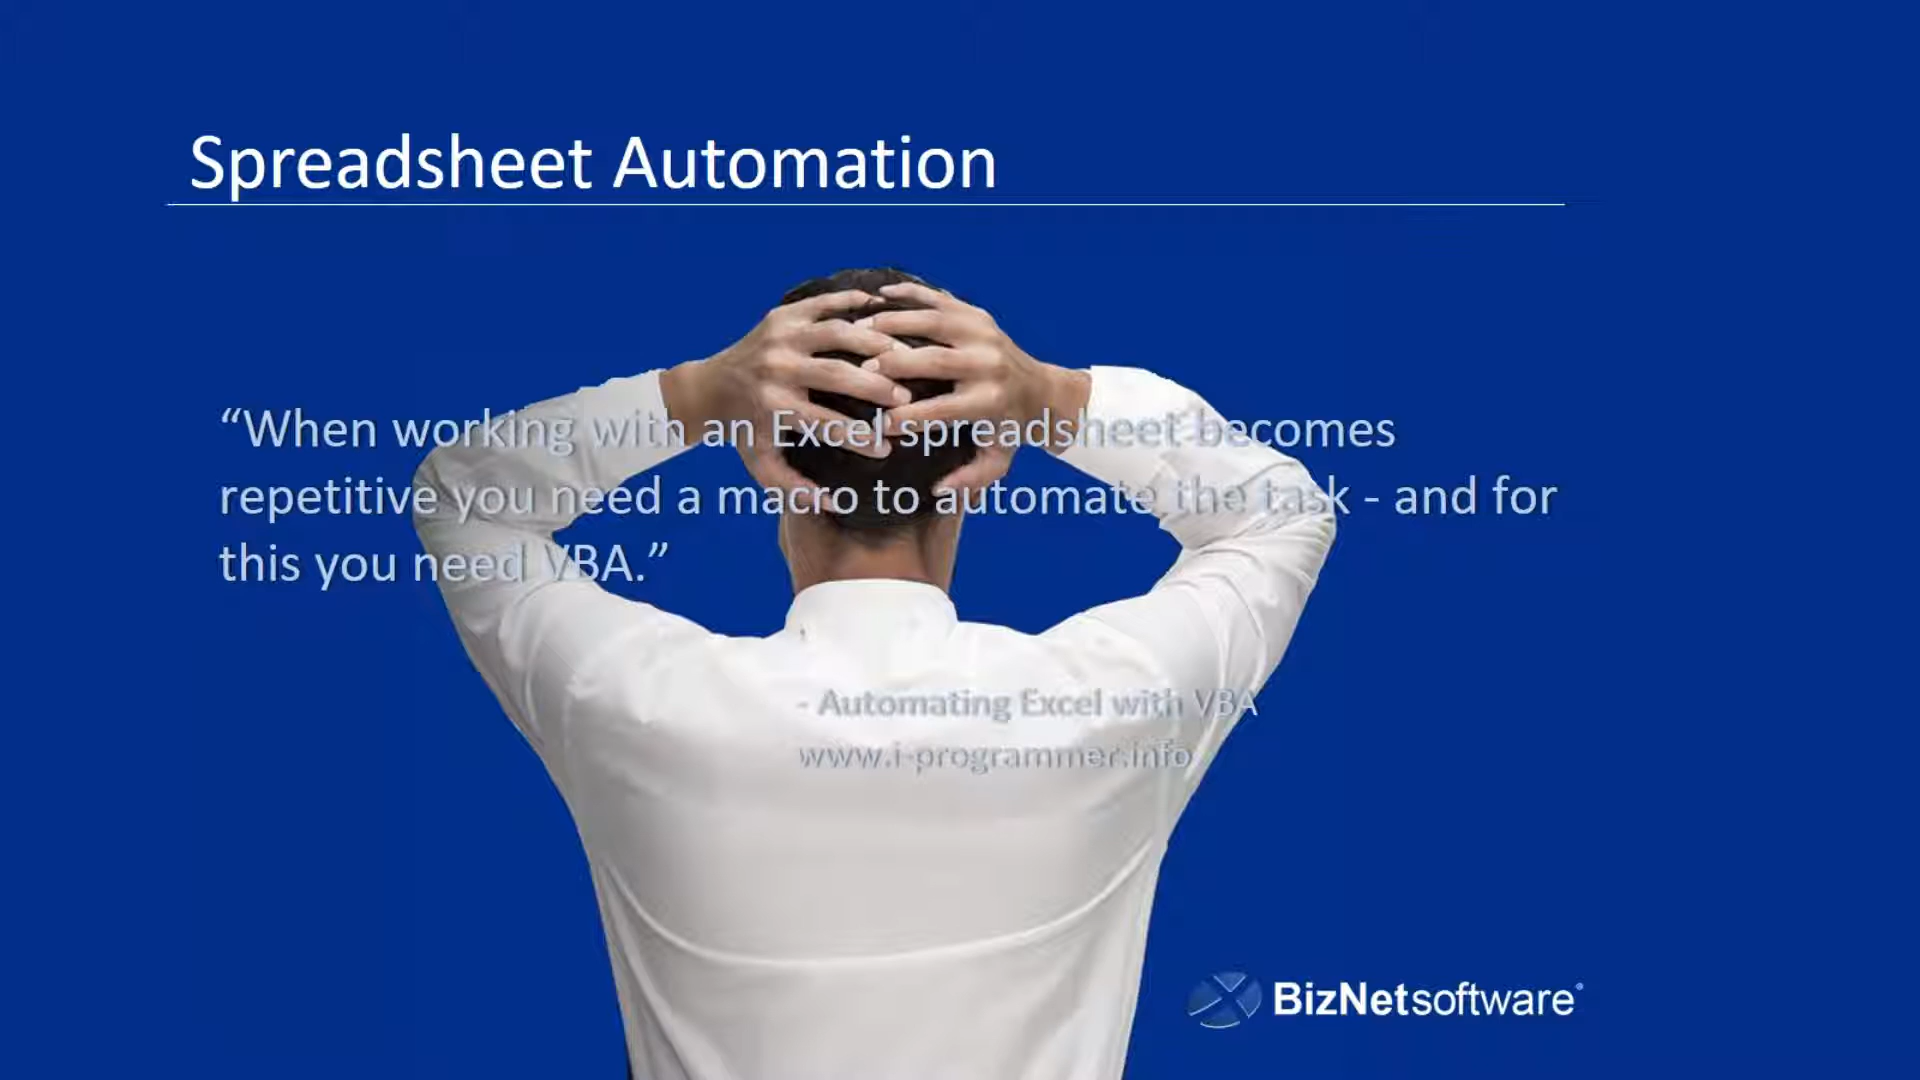 Spreadsheet Automation
“When working with an Excel spreadsheet becomes
repetitive you need a macro to automate the task - and for
this you need VBA.”
- Automating Excel with VBA
www.i-programmer.info
BizNetsoftware